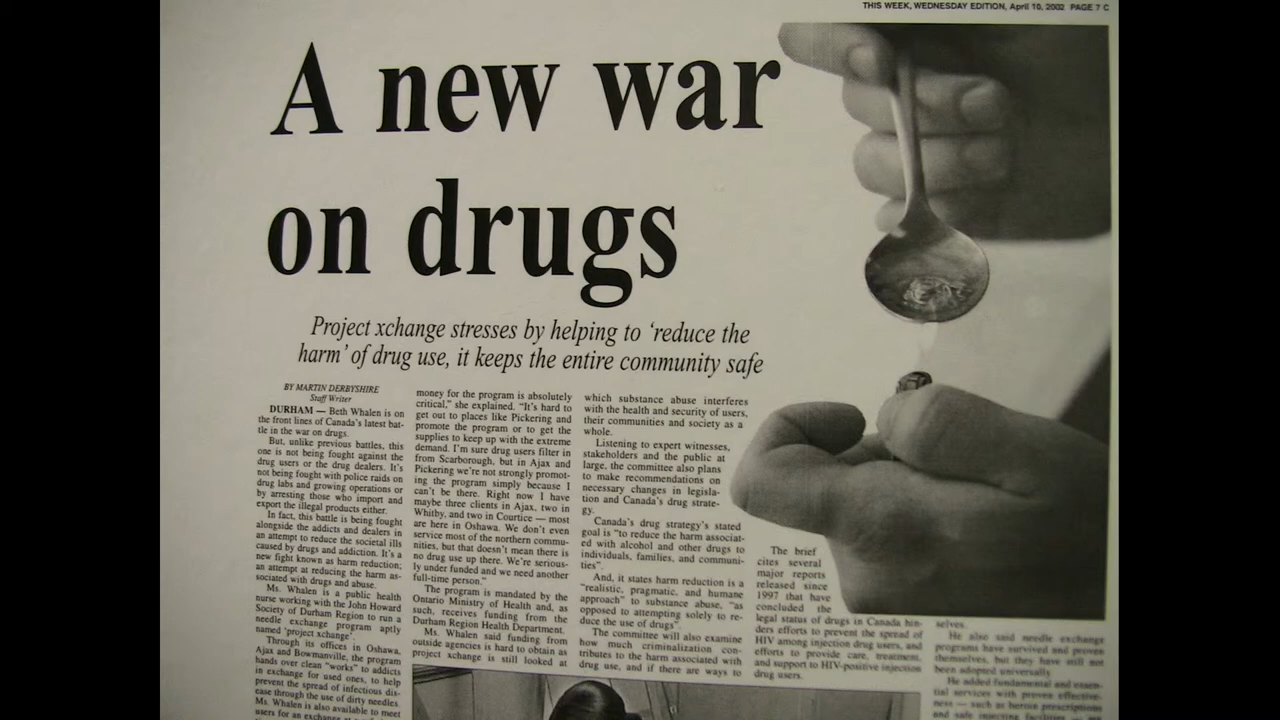 THIS WEEK, WEDNESDAY EDITION, April 10, 2002 PAGE 7 C
A new war
on drugs
Project xchange stresses by helping to ‘reduce the
harm’ of drug use, it keeps the entire community safe
BY MARTIN DERBYSHIRE
Staff Writer
DURHAM — Beth Whalen is on
the front lines of Canada's latest bat-
tle in the war on drugs.
But, unlike previous battles, this
one is not being fought against the
drug users or the drug dealers. It's
not being fought with police raids on
drug labs and growing operations or
by arresting those who import and
export the illegal products either.
In fact, this battle is being fought
alongside the addicts and dealers in
an attempt to reduce the societal ills
caused by drugs and addiction. It's a
new fight known as harm reduction;
an attempt at reducing the harm as-
sociated with drugs and abuse.
Ms. Whalen is a public health
nurse working with the John Howard
Society of Durham Region to run a
needle exchange program aptly
named 'project xchange'.
Through its offices in Oshawa,
Ajax and Bowmanville, the program
hands over clean “works” to addicts
in exchange for used ones, to help
prevent the spread of infectious dis-
ease through the use of dirty needles.
Ms. Whalen is also available to meet
users for an exchange
money for the program is absolutely
critical,” she explained. “It's hard to
get out to places like Pickering and
promote the program or to get the
supplies to keep up with the extreme
demand. I'm sure drug users filter in
from Scarborough, but in Ajax and
Pickering we're not strongly promot-
ing the program simply because I
can't be there. Right now I have
maybe three clients in Ajax, two in
Whitby, and two in Courtice — most
are here in Oshawa. We don't even
service most of the northern commu-
nities, but that doesn't mean there is
no drug use up there. We're serious-
ly under funded and we need another
full-time person.”
The program is mandated by the
Ontario Ministry of Health and, as
such, receives funding from the
Durham Region Health Department.
Ms. Whalen said funding from
outside agencies is hard to obtain as
project xchange is still looked at
which substance abuse interferes
with the health and security of users,
their communities and society as a
whole.
Listening to expert witnesses,
stakeholders and the public at
large, the committee also plans
to make recommendations on
necessary changes in legisla-
tion and Canada's drug strate-
gy.
Canada's drug strategy's stated
goal is “to reduce the harm associat-
ed with alcohol and other drugs to
individuals, families, and communi-
ties”.
And, it states harm reduction is a
“realistic, pragmatic, and humane
approach” to substance abuse, “as
opposed to attempting solely to re-
duce the use of drugs”.
The committee will also examine
how much criminalization con-
tributes to the harm associated with
drug use, and if there are ways to
The brief
cites several
major reports
released since
1997 that have
concluded the
legal status of drugs in Canada hin-
ders efforts to prevent the spread of
HIV among injection drug users, and
efforts to provide care, treatment,
and support to HIV-positive injection
drug users.
selves.
He also said needle exchange
programs have survived and proven
themselves, but they have still not
been adopted universally.
He added fundamental and essen-
tial services with proven effective-
ness — such as heroin prescriptions
and safe injecting facilities